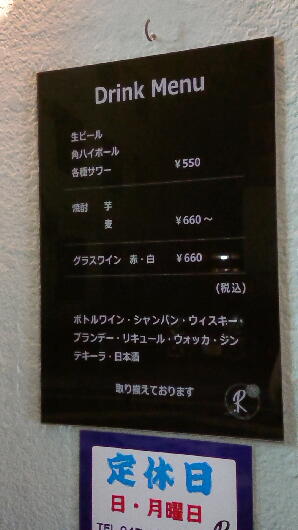 Drink Menu
生ビール
角ハイボール
各種サワー ￥550
焼酎 芋
麦 ￥660～
グラスワイン 赤・白 ￥660
(税込)
ボトルワイン・シャンパン・ウィスキー・
ブランデー・リキュール・ウォッカ・ジン
テキーラ・日本酒
取り揃えております
R
定休日
日・月曜日
TEL